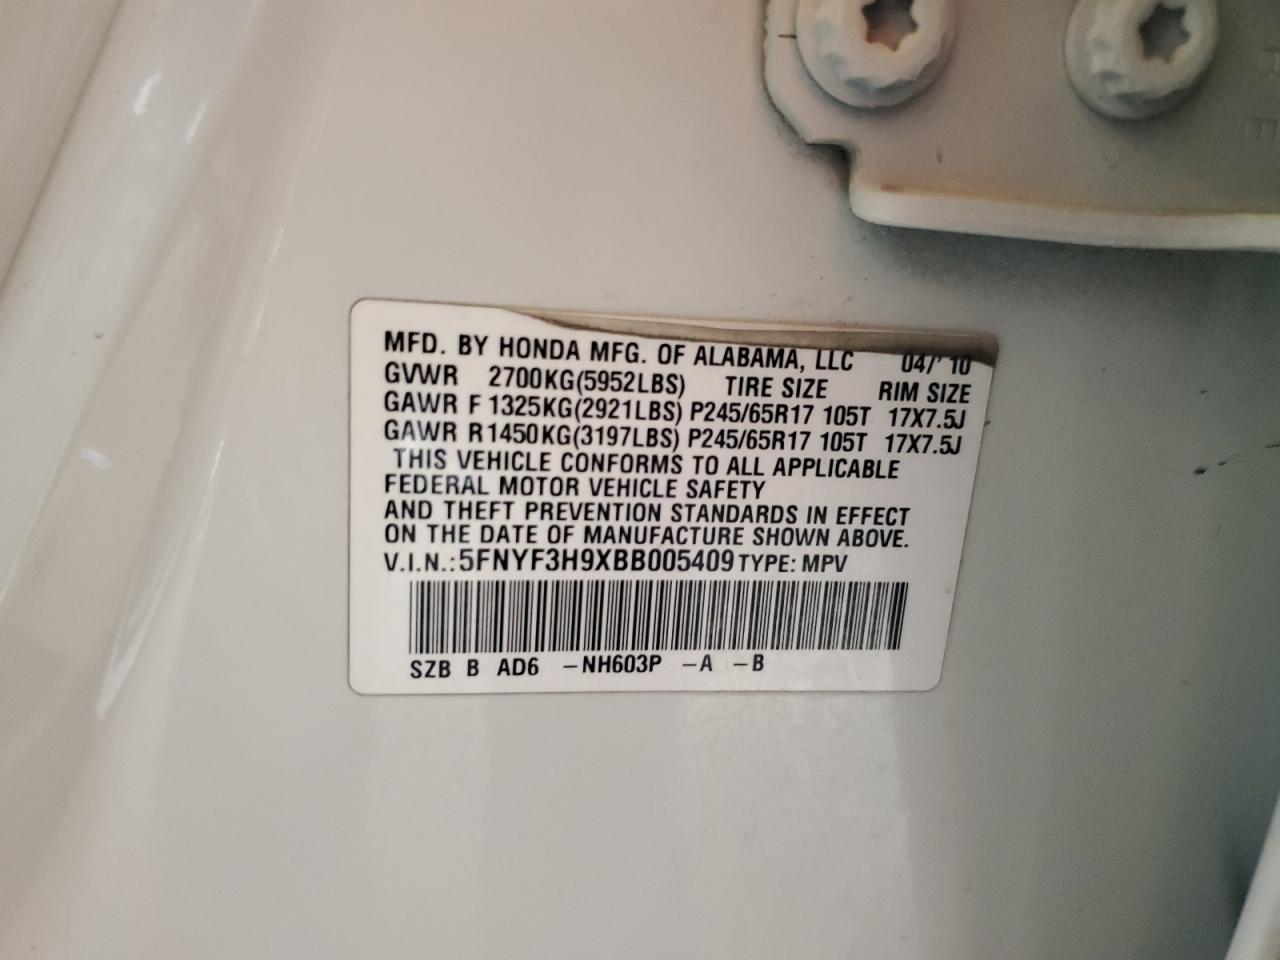 MFD. BY HONDA MFG. OF ALABAMA, LLC 04/'10
GVWR 2700KG(5952LBS) TIRE SIZE RIM SIZE
GAWR F 1325KG(2921LBS) P245/65R17 105T 17X7.5J
GAWR R1450KG(3197LBS) P245/65R17 105T 17X7.5J
THIS VEHICLE CONFORMS TO ALL APPLICABLE
FEDERAL MOTOR VEHICLE SAFETY
AND THEFT PREVENTION STANDARDS IN EFFECT
ON THE DATE OF MANUFACTURE SHOWN ABOVE.
V.I.N.:5FNYF3H9XBB005409 TYPE: MPV
SZB B AD6 -NH603P -A -B